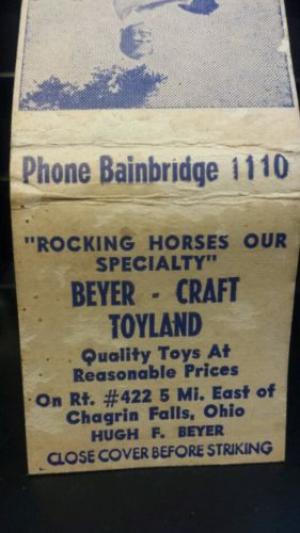 Phone Bainbridge 1110
"ROCKING HORSES OUR
SPECIALTY"
BEYER - CRAFT
TOYLAND
Quality Toys At
Reasonable Prices
On Rt. #422 5 Mi. East of
Chagrin Falls, Ohio
HUGH F. BEYER
CLOSE COVER BEFORE STRIKING